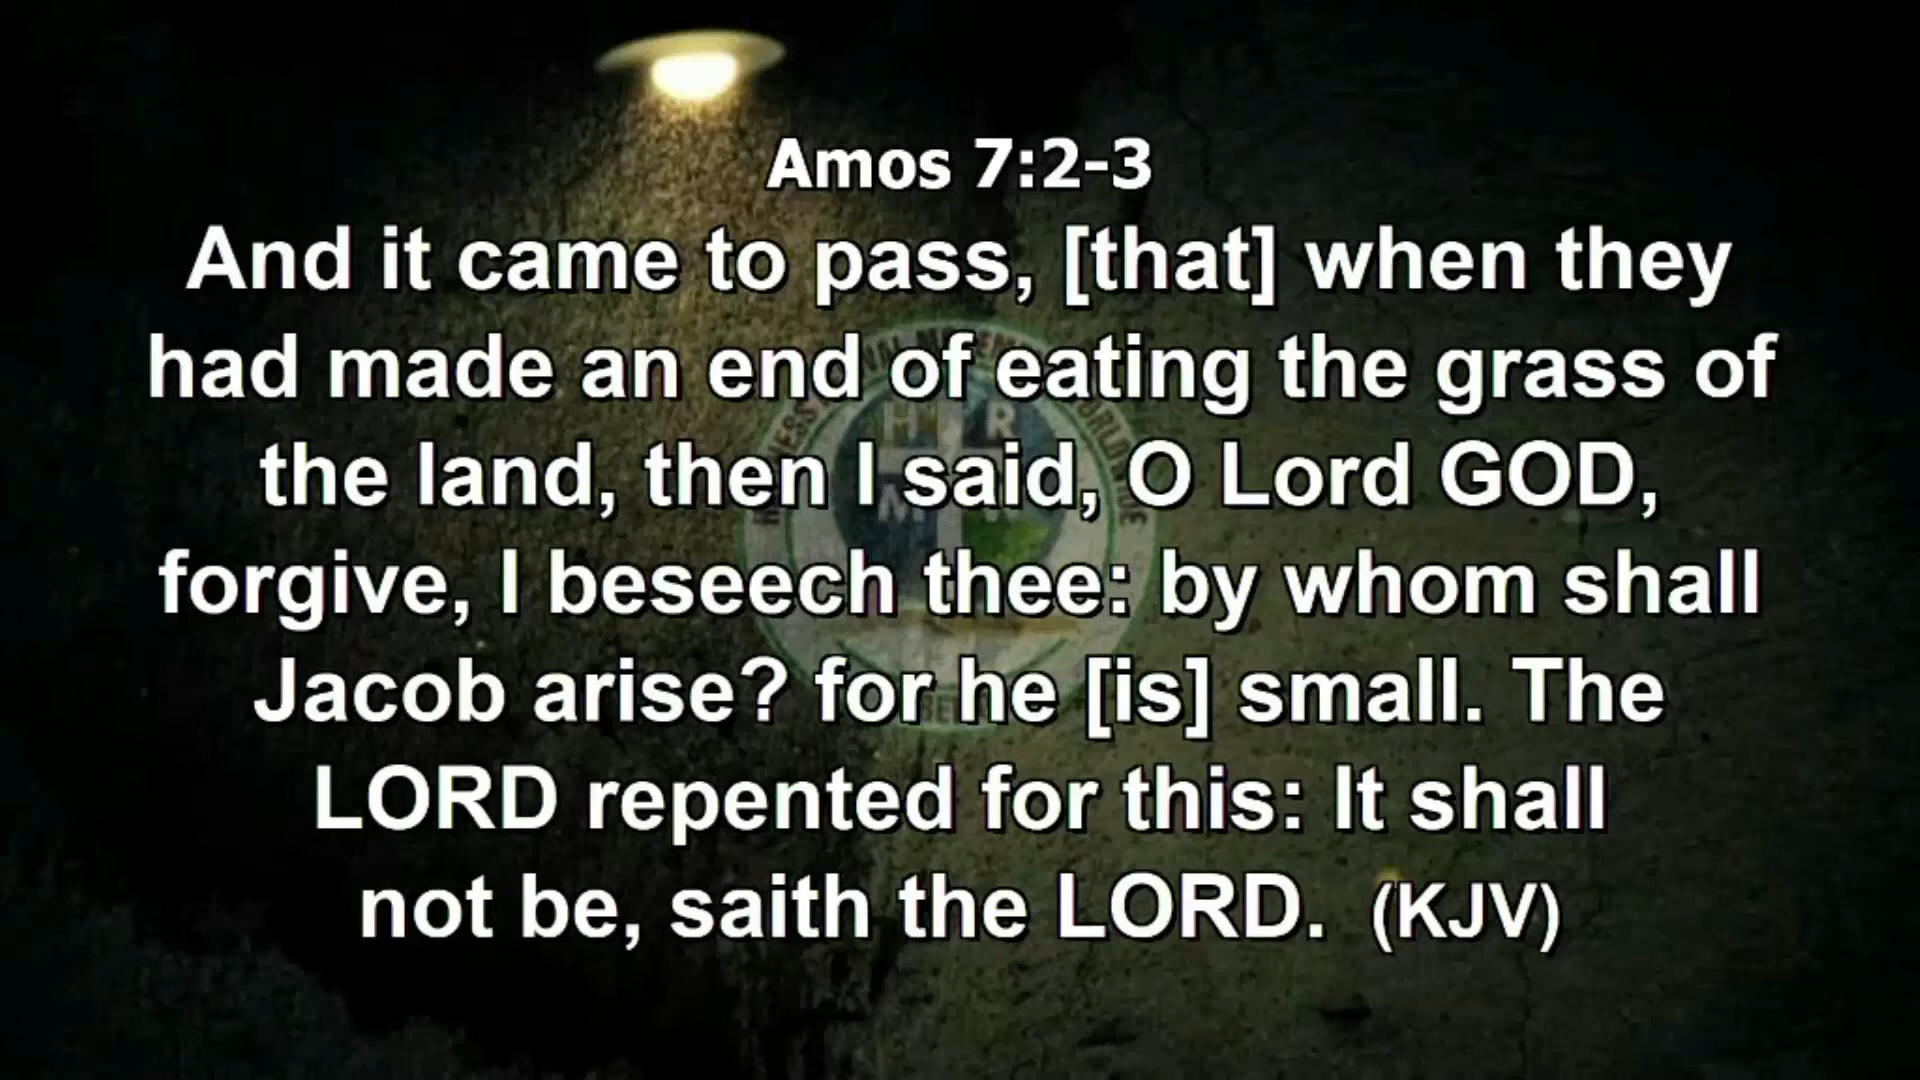 Amos 7:2-3
And it came to pass, [that] when they
had made an end of eating the grass of
the land, then I said, O Lord GOD,
forgive, I beseech thee: by whom shall
Jacob arise? for he [is] small. The
LORD repented for this: It shall
not be, saith the LORD. (KJV)
H R
M